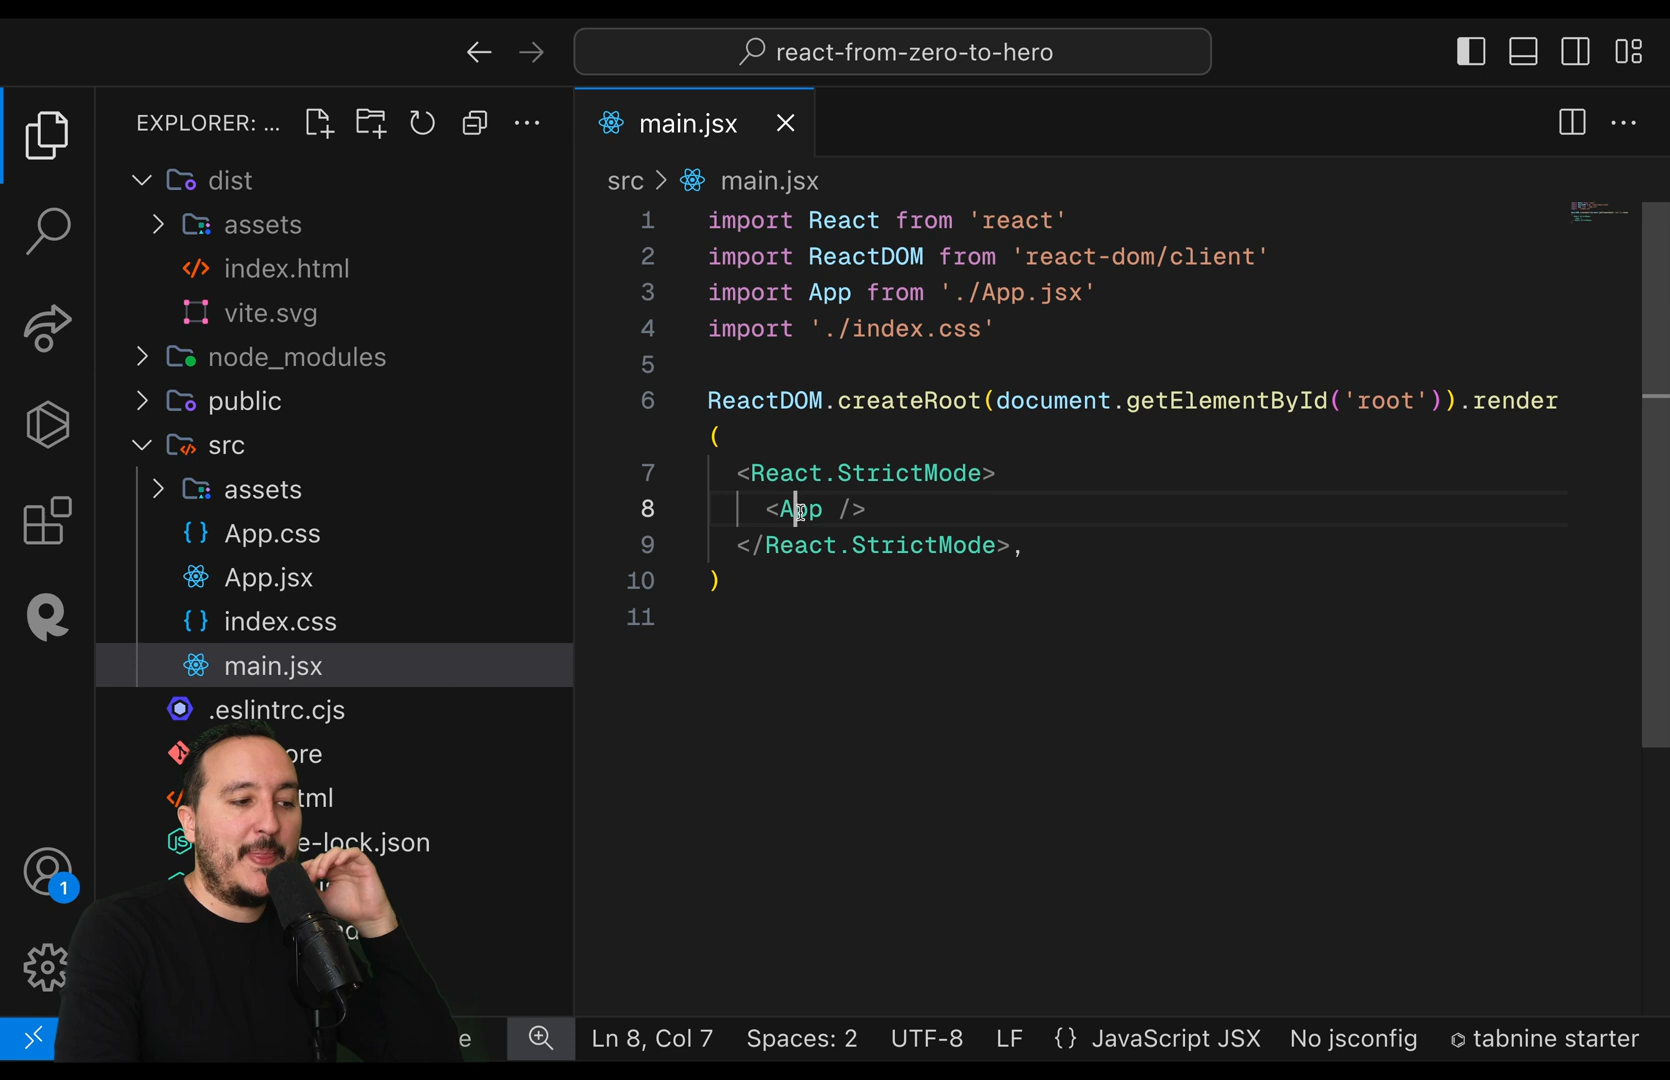 react-from-zero-to-hero
EXPLORER: ...
dist
assets
index.html
vite.svg
node_modules
public
src
assets
App.css
App.jsx
index.css
main.jsx
.eslintrc.cjs
ore
tml
e-lock.json
1
e
main.jsx
src > main.jsx
1 import React from 'react'
2 import ReactDOM from 'react-dom/client'
3 import App from './App.jsx'
4 import './index.css'
5
6 ReactDOM.createRoot(document.getElementById('root')).render
(
7 <React.StrictMode>
8 <App />
9 </React.StrictMode>,
10 )
11
Ln 8, Col 7 Spaces: 2 UTF-8 LF {} JavaScript JSX No jsconfig tabnine starter